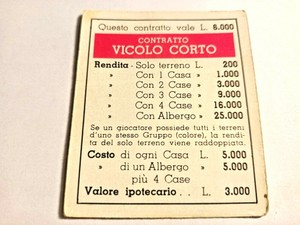 Questo contratto vale L. 6.000
CONTRATTO
VICOLO CORTO
Rendita - Solo terreno L. 200
» Con 1 Casa » 1.000
» Con 2 Case » 3.000
» Con 3 Case » 9.000
» Con 4 Case » 16.000
» Con Albergo » 25.000
Se un giocatore possiede tutti i terreni
d'uno stesso Gruppo (colore), la rendita
del solo terreno viene raddoppiata.
Costo di ogni Casa L. 5.000
» di un Albergo » 5.000
più 4 Case
Valore ipotecario . . L. 3.000